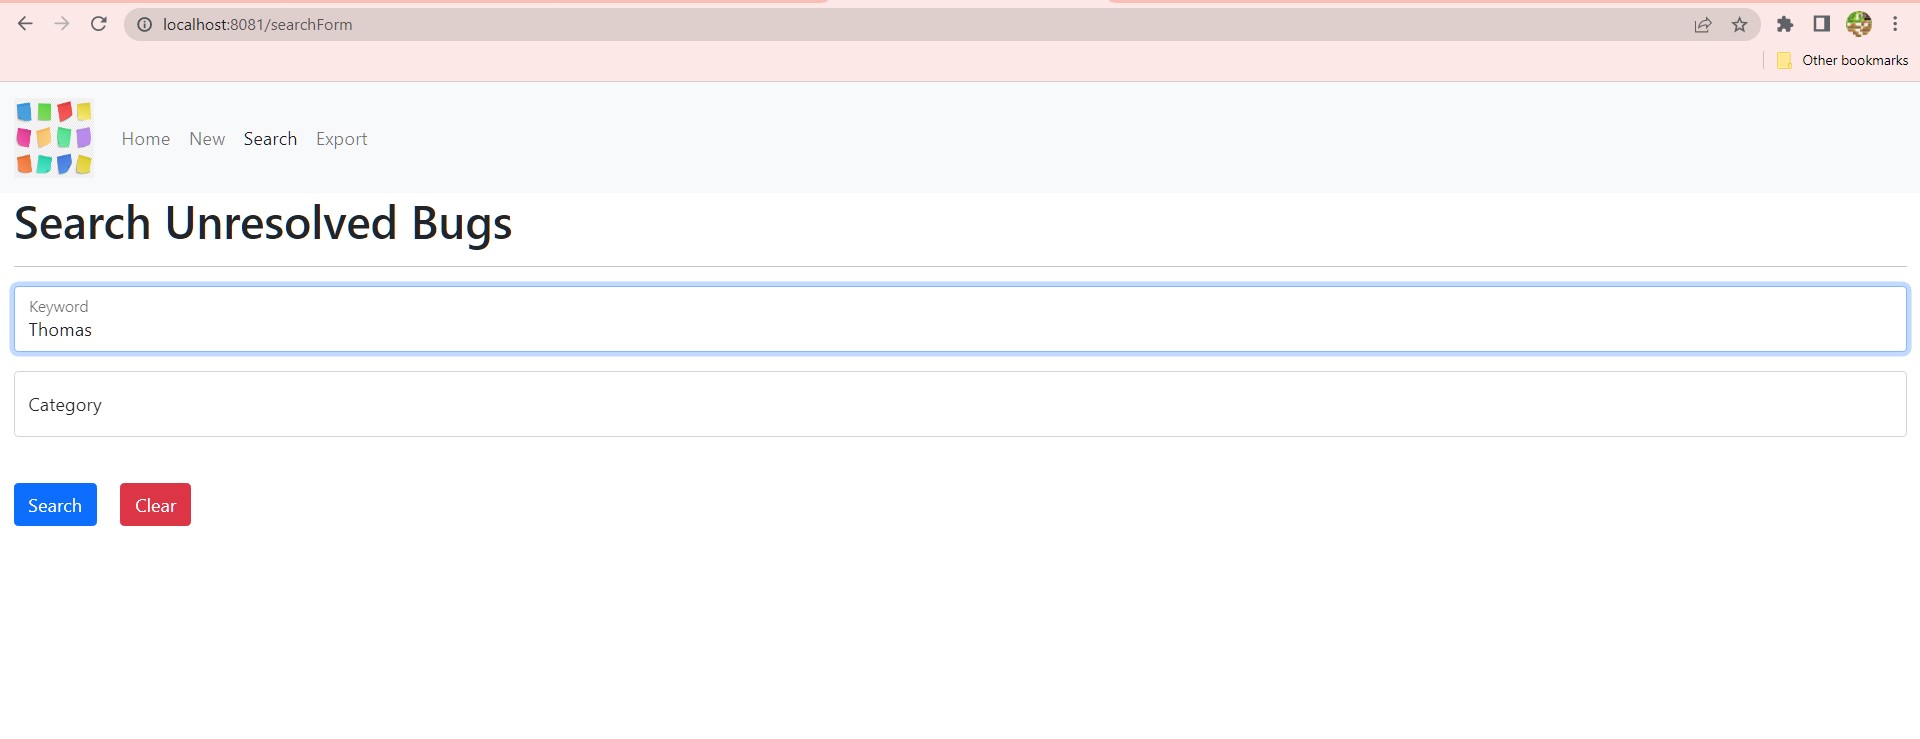 localhost:8081/searchForm
Other bookmarks
Home New Search Export
Search Unresolved Bugs
Keyword
Thomas
Category
Search Clear